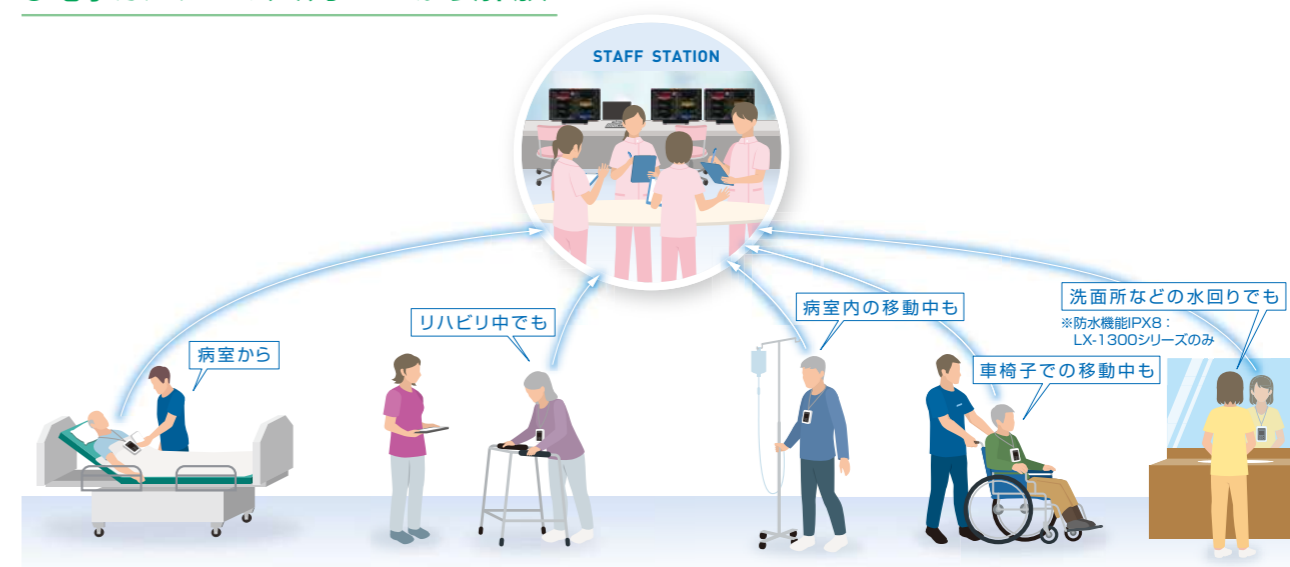 STAFF STATION
病室から
リハビリ中でも
病室内の移動中も
車椅子での移動中も
洗面所などの水回りでも
※防水機能IPX8：
LX-1300シリーズのみ